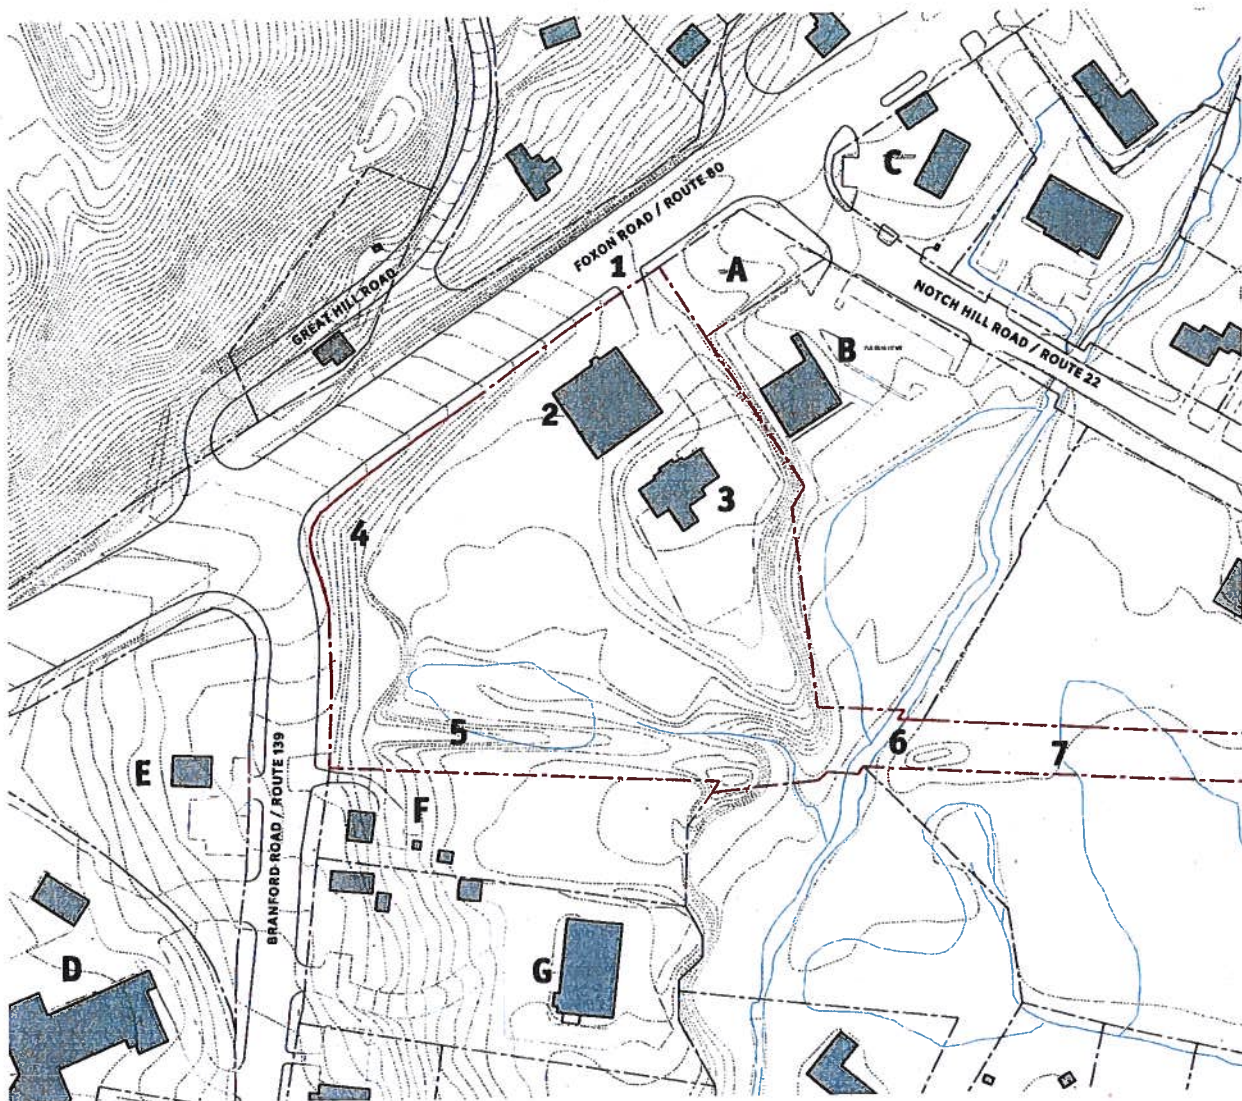 C
FOXON ROAD / ROUTE 80
1
A
GREAT HILL ROAD
NOTCH HILL ROAD / ROUTE 22
B
2
3
4
5
6
7
E
BRANFORD ROAD / ROUTE 139
F
D
G